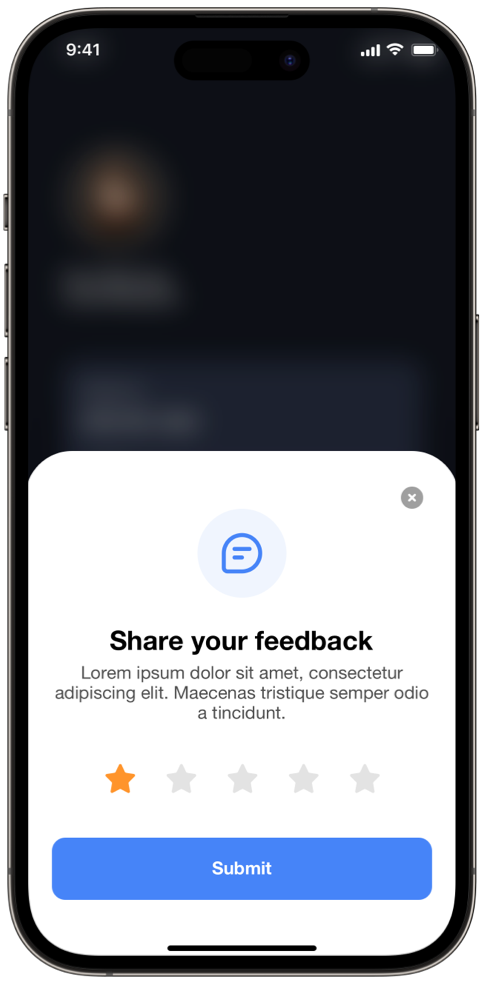 9:41
Share your feedback
Lorem ipsum dolor sit amet, consectetur
adipiscing elit. Maecenas tristique semper odio
a tincidunt.
Submit